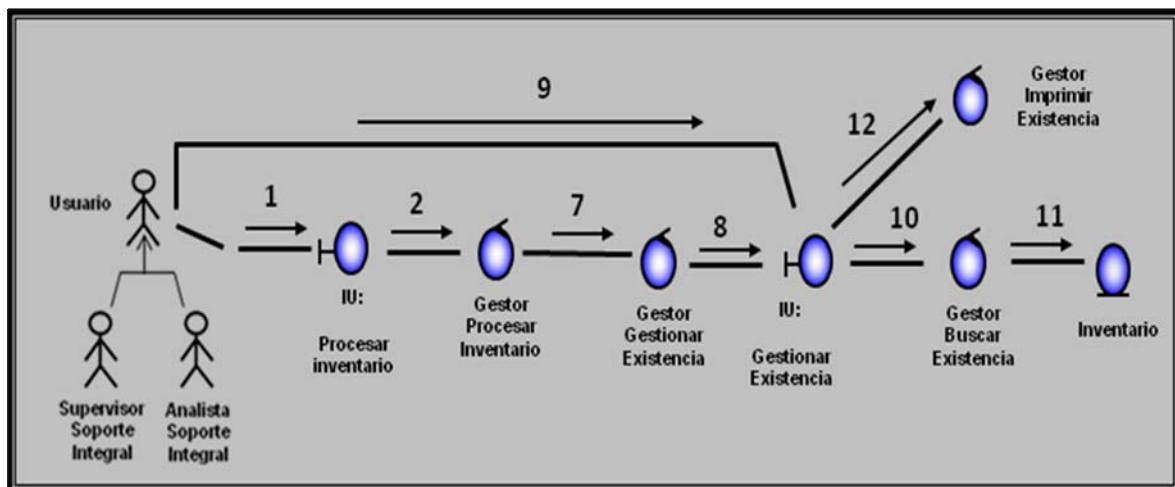 9
12
Gestor
Imprimir
Existencia
Usuario
1
2
7
8
10
11
IU:
Procesar
inventario
Gestor
Procesar
Inventario
Gestor
Gestionar
Existencia
IU:
Gestionar
Existencia
Gestor
Buscar
Existencia
Inventario
Supervisor
Soporte
Integral
Analista
Soporte
Integral